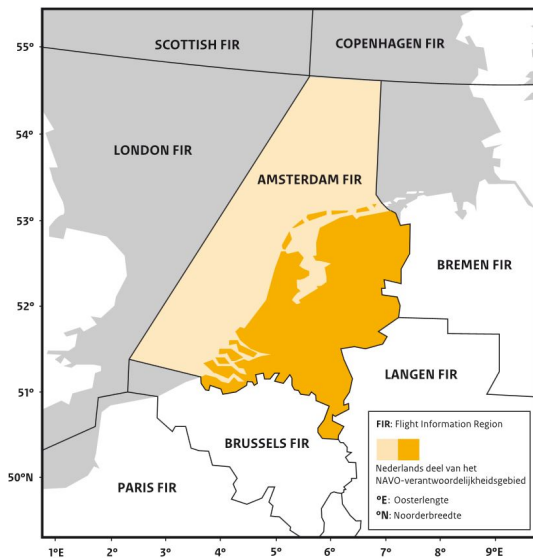 55°
SCOTTISH FIR
COPENHAGEN FIR
54°
LONDON FIR
AMSTERDAM FIR
53°
BREMEN FIR
52°
51°
LANGEN FIR
FIR: Flight Information Region
Nederlands deel van het
NAVO-verantwoordelijkheidsgebied
°E: Oosterlengte
°N: Noorderbreedte
BRUSSELS FIR
50°N
PARIS FIR
1°E 2° 3° 4° 5° 6° 7° 8° 9°